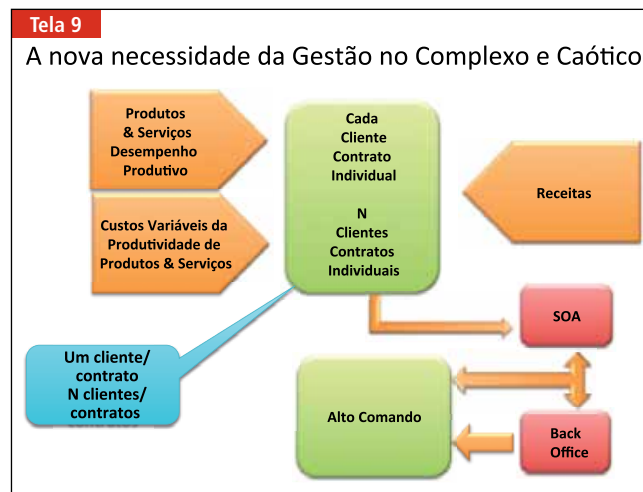 Tela 9
A nova necessidade da Gestão no Complexo e Caótico
Produtos
& Serviços
Desempenho
Produtivo
Custos Variáveis da
Produtividade de
Produtos & Serviços
Cada
Cliente
Contrato
Individual
N
Clientes
Contratos
Individuais
Receitas
Um cliente/
contrato
N clientes/
contratos
SOA
Alto Comando
Back
Office